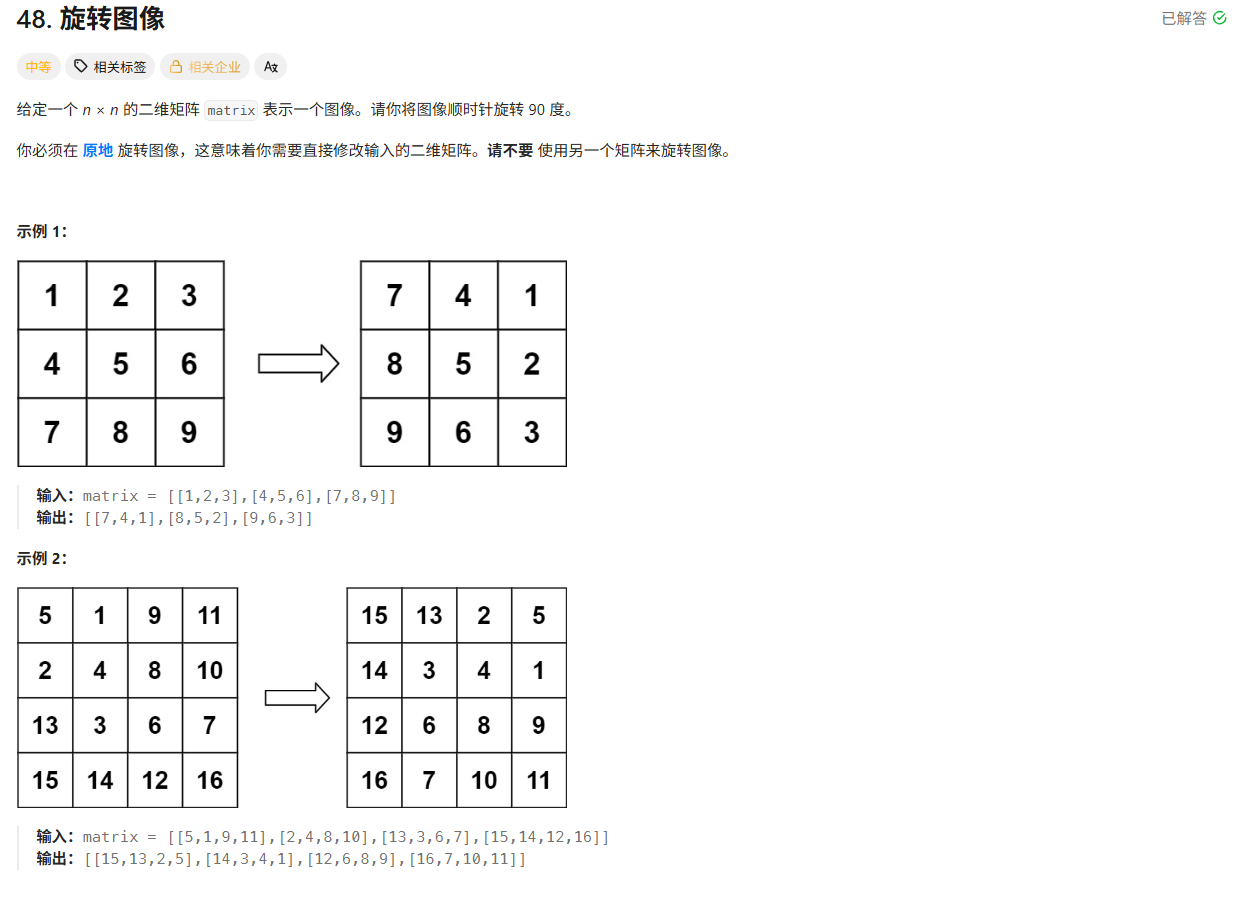 48. 旋转图像
已解答
中等 相关标签 相关企业 Aあ
给定一个 n × n 的二维矩阵 matrix 表示一个图像。请你将图像顺时针旋转 90 度。
你必须在 原地 旋转图像，这意味着你需要直接修改输入的二维矩阵。请不要 使用另一个矩阵来旋转图像。
示例 1：
1 2 3 7 4 1
4 5 6 8 5 2
7 8 9 9 6 3
输入：matrix = [[1,2,3],[4,5,6],[7,8,9]]
输出：[[7,4,1],[8,5,2],[9,6,3]]
示例 2：
5 1 9 11 15 13 2 5
2 4 8 10 14 3 4 1
13 3 6 7 12 6 8 9
15 14 12 16 16 7 10 11
输入：matrix = [[5,1,9,11],[2,4,8,10],[13,3,6,7],[15,14,12,16]]
输出：[[15,13,2,5],[14,3,4,1],[12,6,8,9],[16,7,10,11]]